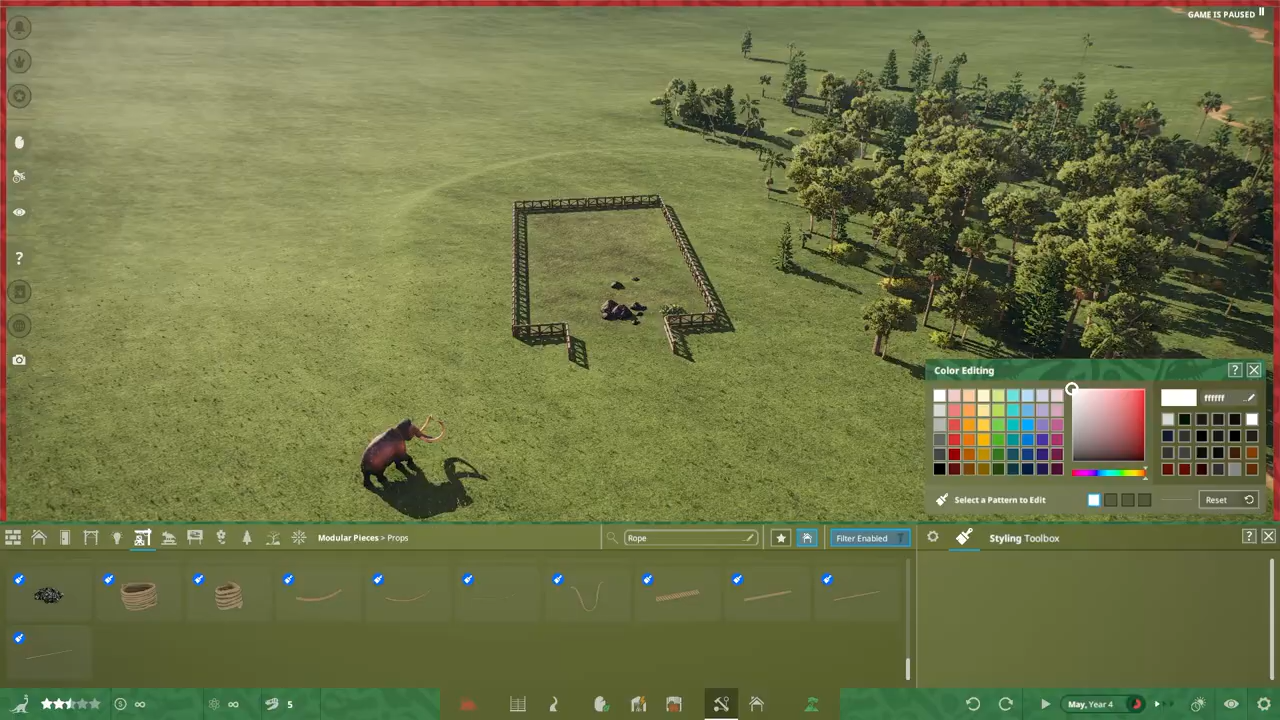 GAME IS PAUSED
?
Color Editing
?
ffffff
Select a Pattern to Edit
Reset
Modular Pieces > Props
Rope
Filter Enabled
Styling Toolbox
?
∞
∞
5
May, Year 4